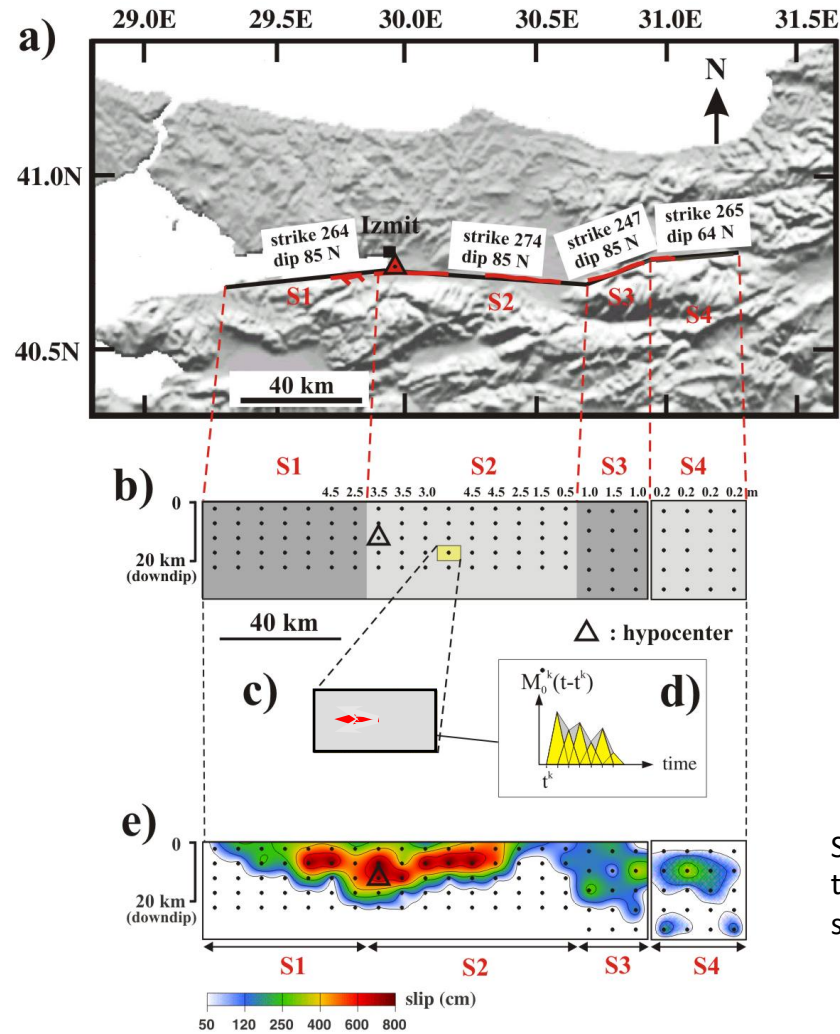 29.0E 29.5E 30.0E 30.5E 31.0E 31.5E
a)
N
41.0N
40.5N
Izmit
strike 264
dip 85 N
strike 274
dip 85 N
strike 247
dip 85 N
strike 265
dip 64 N
S1 S2 S3 S4
40 km
S1 S2 S3 S4
b)
4.5 2.5 3.5 3.5 3.0 4.5 4.5 2.5 1.5 0.5 1.0 1.5 1.0 0.2 0.2 0.2 0.2 m
0
20 km
(downdip)
40 km
: hypocenter
c)
d)
M0k(t-tk)
time
tk
e)
0
20 km
(downdip)
S1 S2 S3 S4
slip (cm)
50 120 250 400 600 800
S
t
s